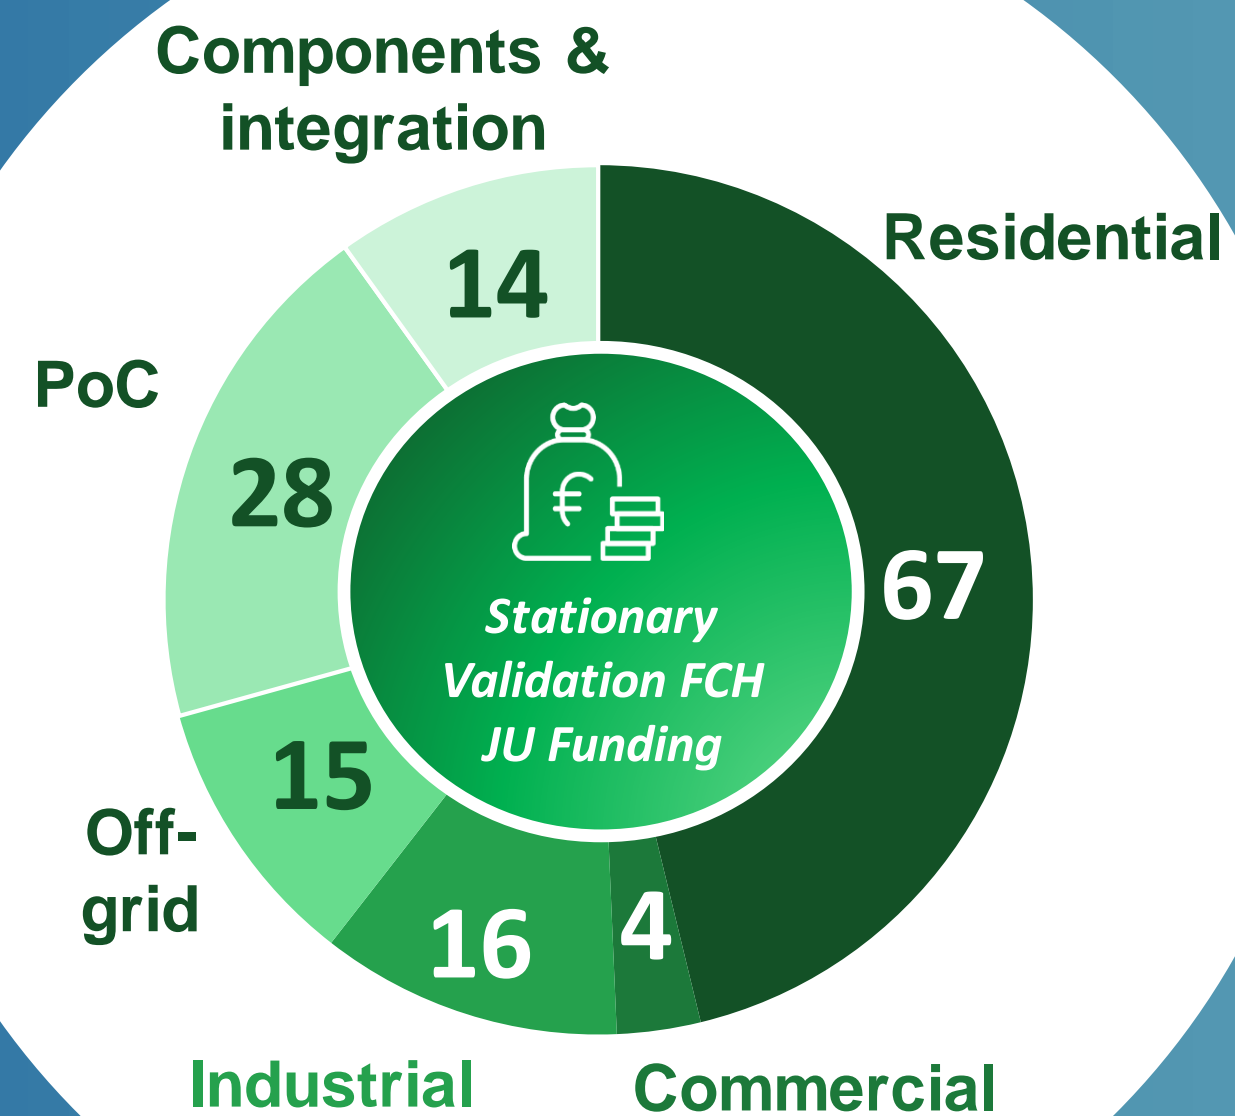 Components &
integration
Residential
14
PoC
28
67
€
Stationary
Validation FCH
JU Funding
15
Off-
grid
16
4
Industrial
Commercial